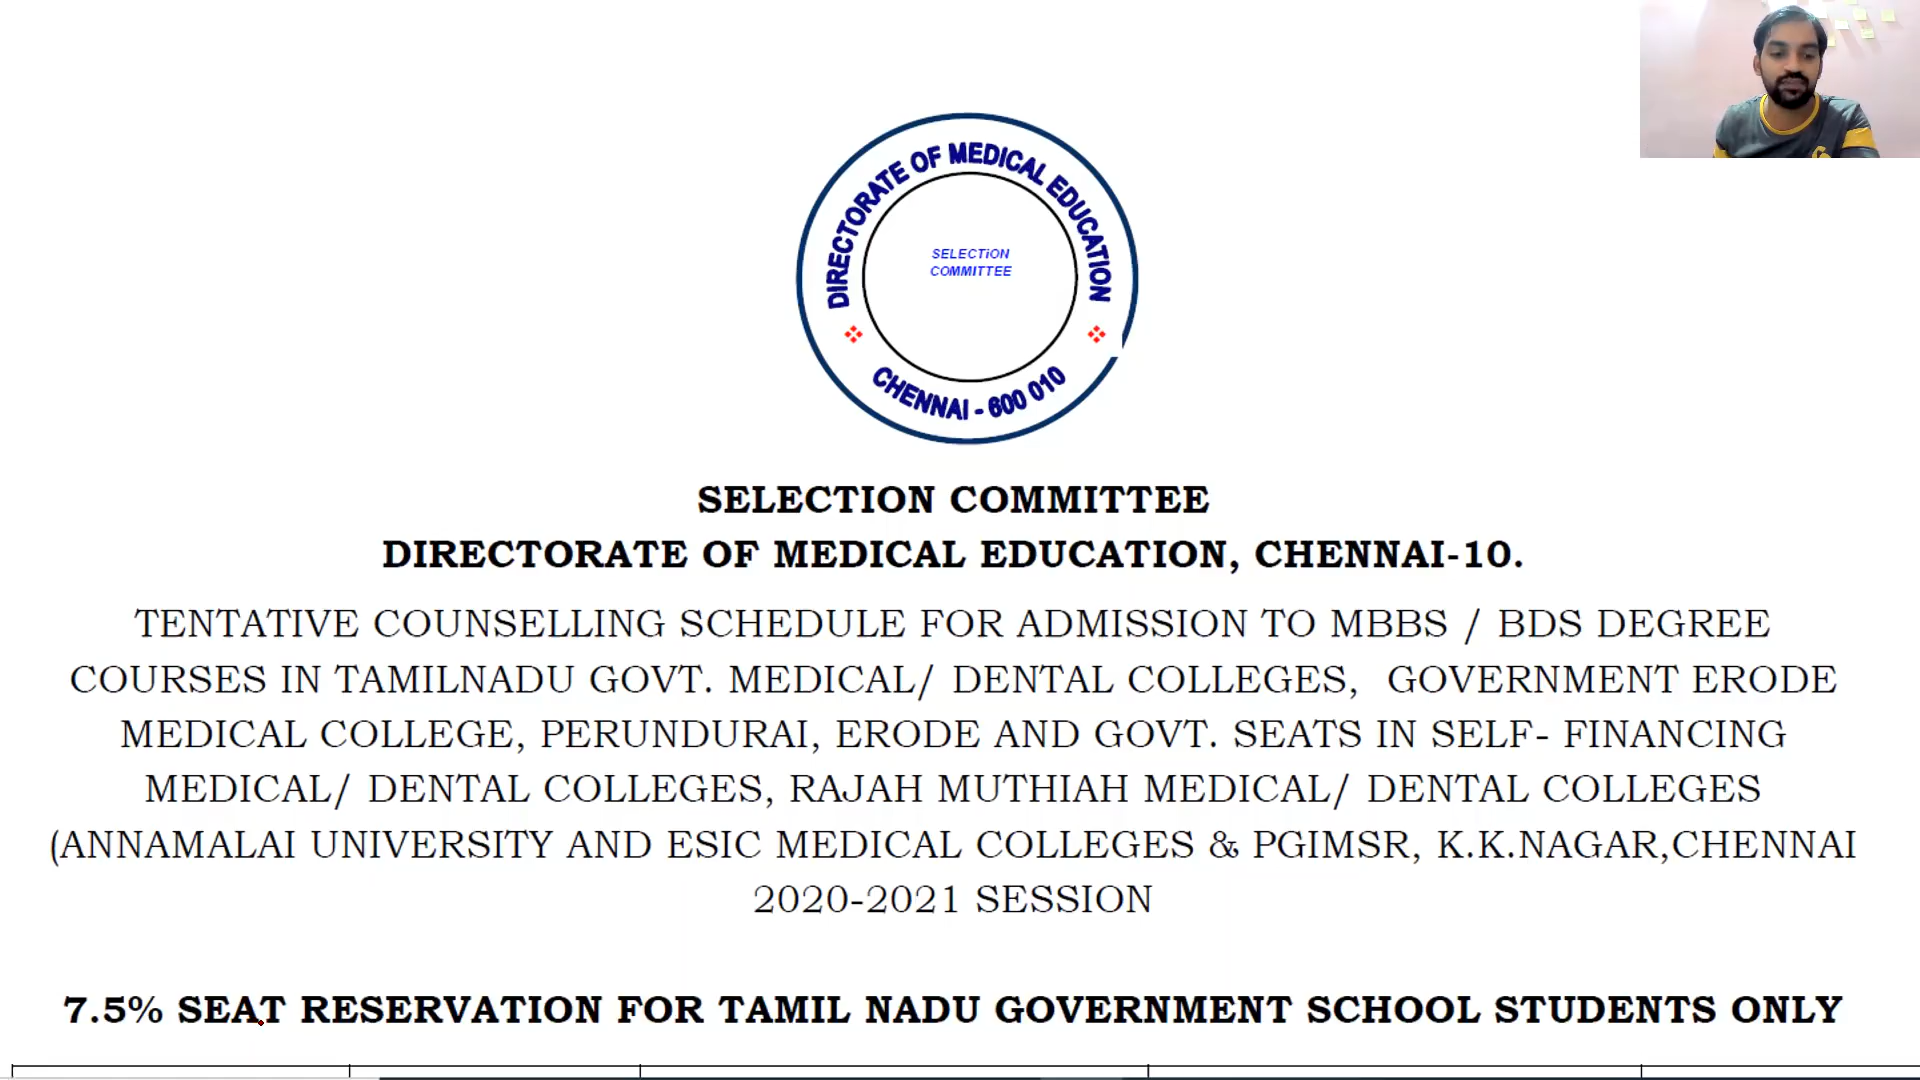 DIRECTORATE OF MEDICAL EDUCATION
SELECTiON
COMMITTEE
CHENNAI - 600 010
SELECTION COMMITTEE
DIRECTORATE OF MEDICAL EDUCATION, CHENNAI-10.
TENTATIVE COUNSELLING SCHEDULE FOR ADMISSION TO MBBS / BDS DEGREE
COURSES IN TAMILNADU GOVT. MEDICAL/ DENTAL COLLEGES, GOVERNMENT ERODE
MEDICAL COLLEGE, PERUNDURAI, ERODE AND GOVT. SEATS IN SELF- FINANCING
MEDICAL/ DENTAL COLLEGES, RAJAH MUTHIAH MEDICAL/ DENTAL COLLEGES
(ANNAMALAI UNIVERSITY AND ESIC MEDICAL COLLEGES & PGIMSR, K.K.NAGAR,CHENNAI
2020-2021 SESSION
7.5% SEAT RESERVATION FOR TAMIL NADU GOVERNMENT SCHOOL STUDENTS ONLY